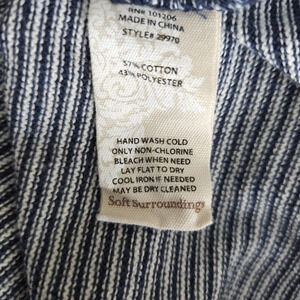 RN# 101206
MADE IN CHINA
STYLE# 29970
57% COTTON
43% POLYESTER
HAND WASH COLD
ONLY NON-CHLORINE
BLEACH WHEN NEED
LAY FLAT TO DRY
COOL IRON IF NEEDED
MAY BE DRY CLEANED
Soft Surroundings